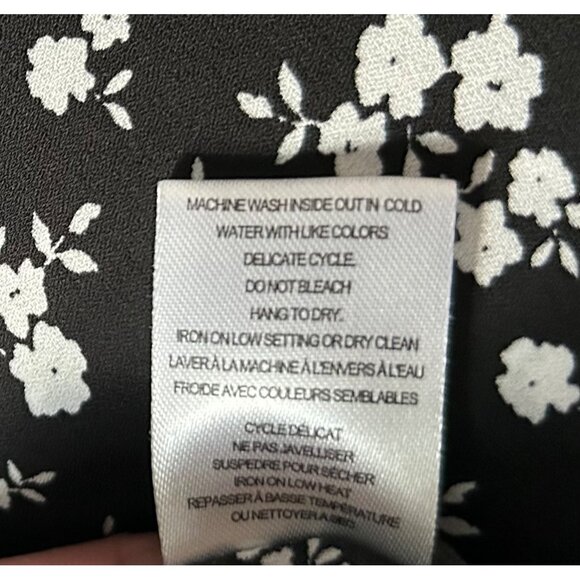 MACHINE WASH INSIDE OUT IN COLD
WATER WITH LIKE COLORS
DELICATE CYCLE.
DO NOT BLEACH
HANG TO DRY.
IRON ON LOW SETTING OR DRY CLEAN
LAVER À LA MACHINE À L'ENVERS À L'EAU
FROIDE AVEC COULEURS SEMBLABLES
CYCLE DÉLICAT
NE PAS JAVELLISER
SUSPEDRE POUR SÉCHER
IRON ON LOW HEAT
REPASSER À BASSE TEMPÉRATURE
OU NETTOYER À SEC